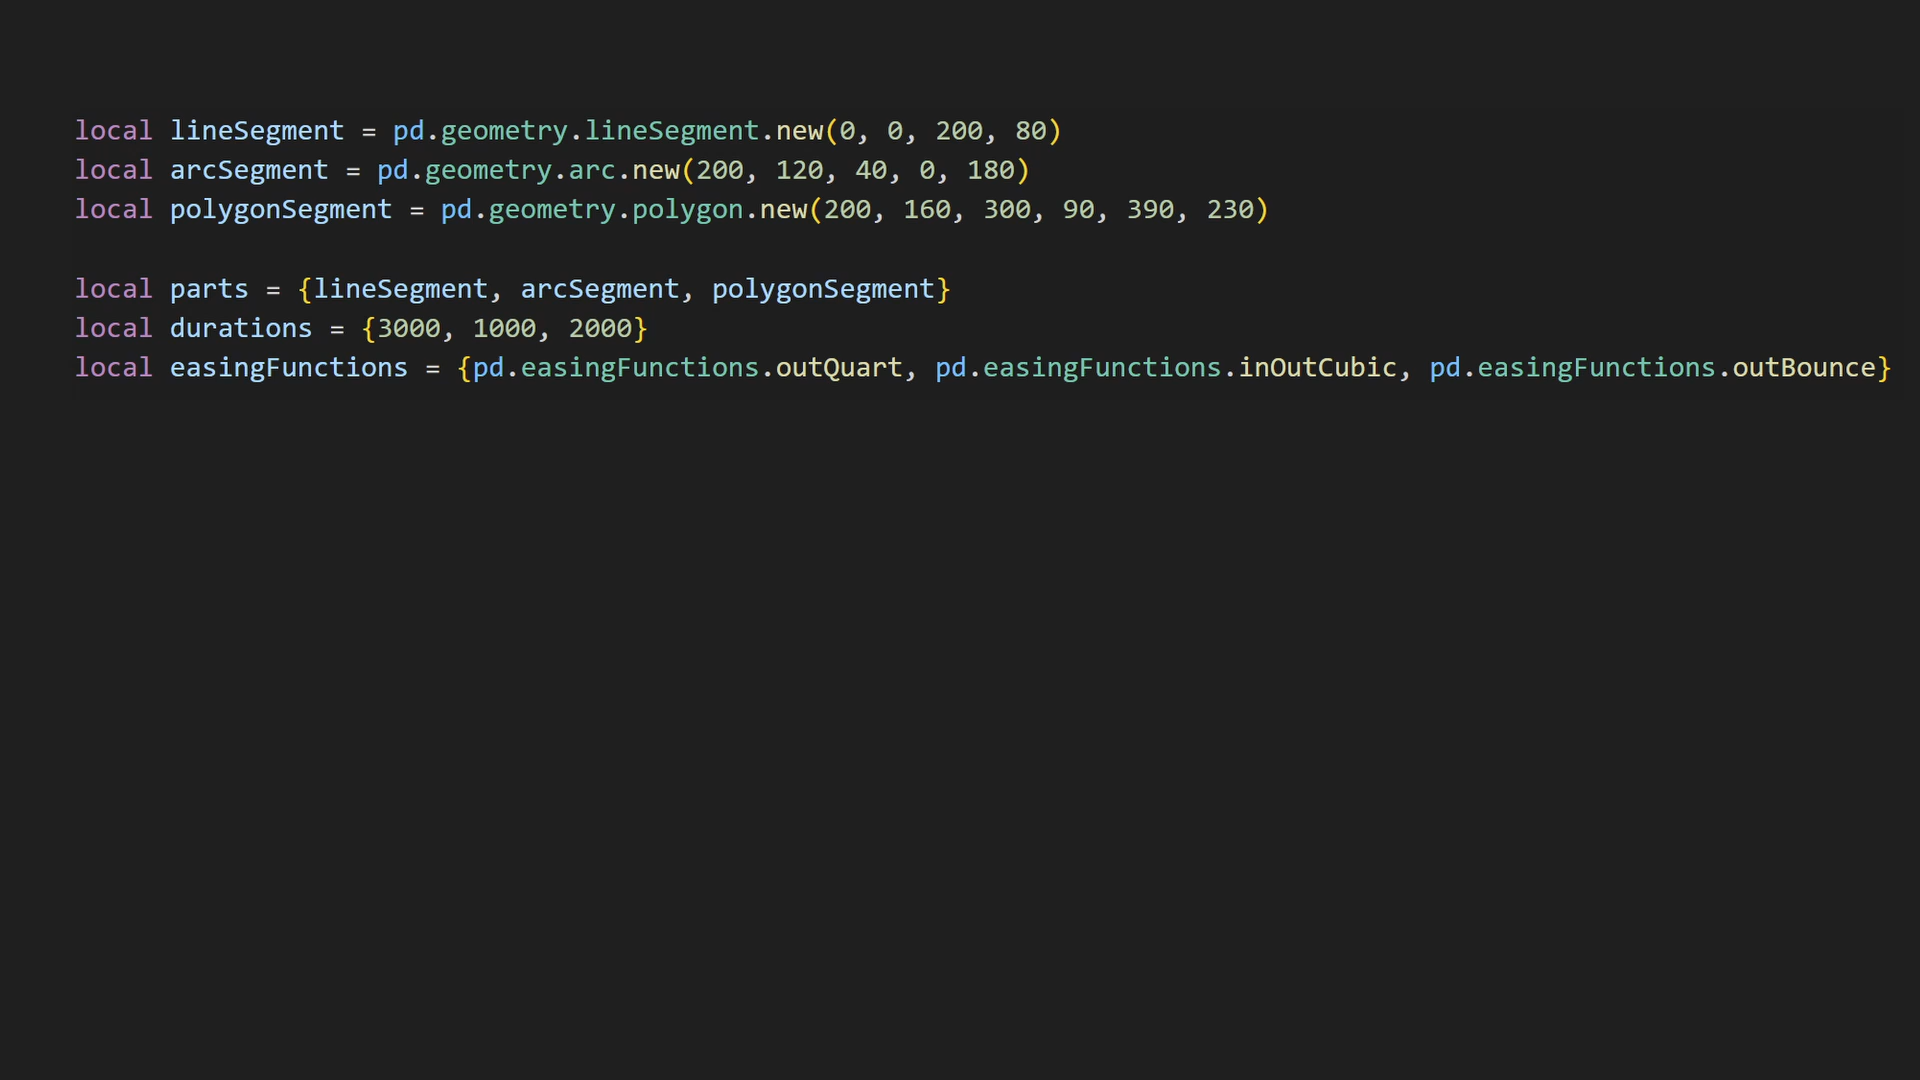 local lineSegment = pd.geometry.lineSegment.new(0, 0, 200, 80)
local arcSegment = pd.geometry.arc.new(200, 120, 40, 0, 180)
local polygonSegment = pd.geometry.polygon.new(200, 160, 300, 90, 390, 230)
local parts = {lineSegment, arcSegment, polygonSegment}
local durations = {3000, 1000, 2000}
local easingFunctions = {pd.easingFunctions.outQuart, pd.easingFunctions.inOutCubic, pd.easingFunctions.outBounce}